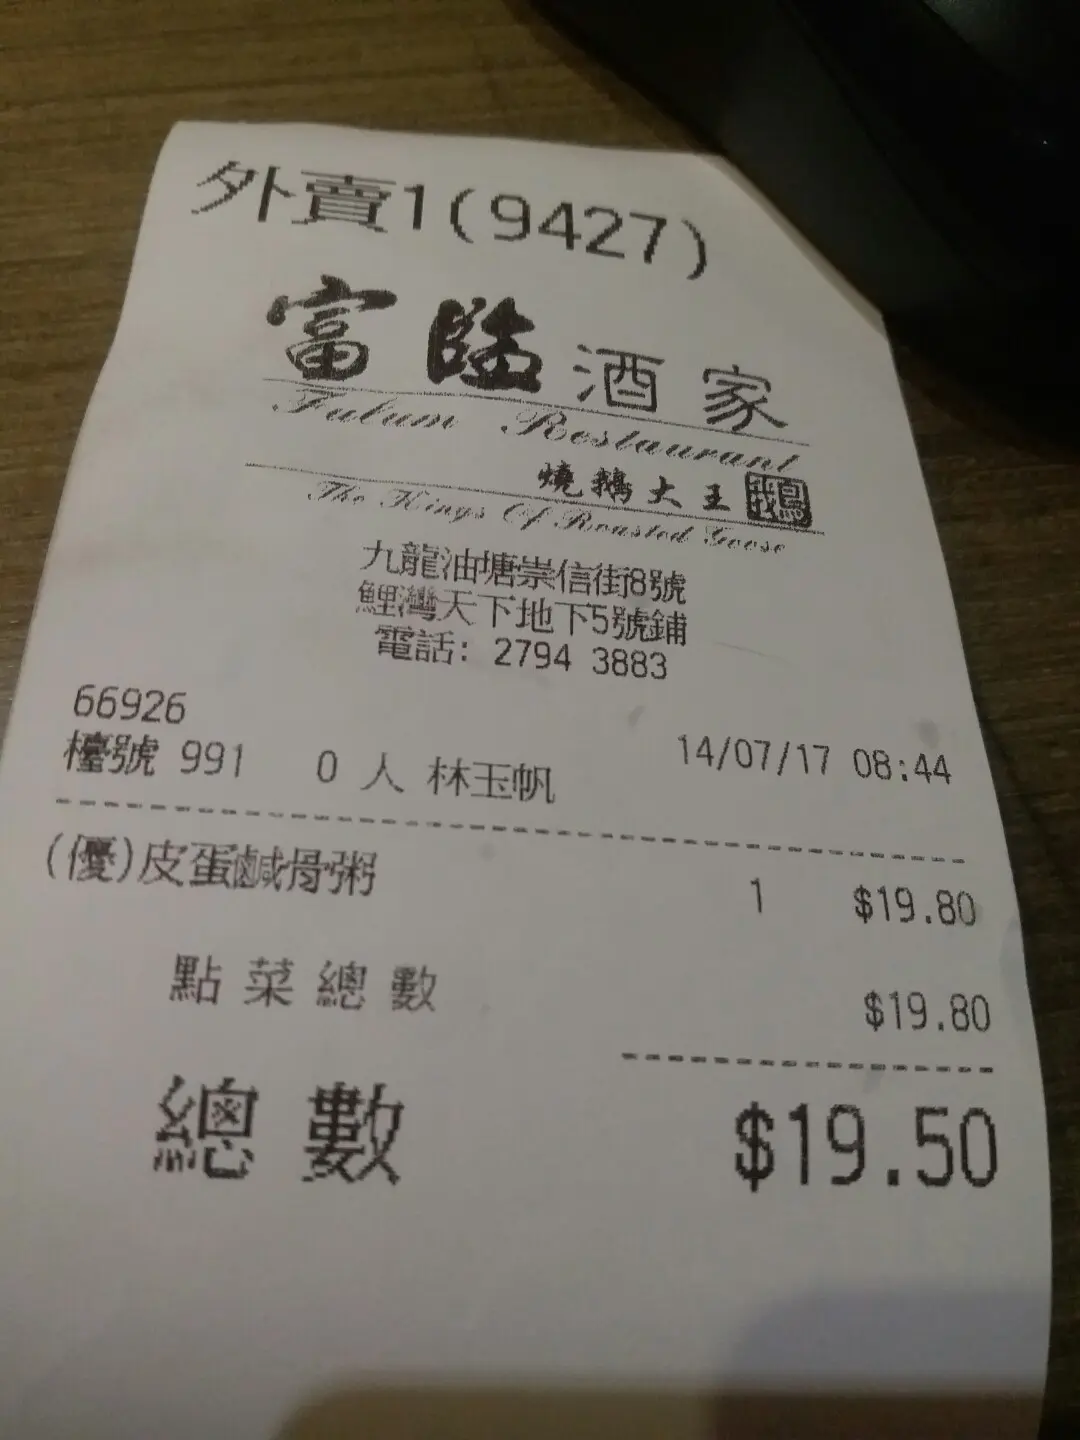 外賣1(9427)
富臨酒家
Fulum Restaurant
燒鵝大王 鵝
The Kings Of Roasted Goose
九龍油塘崇信街8號
鯉灣天下地下5號鋪
電話: 2794 3883
66926
檯號 991 0 人 林玉帆 14/07/17 08:44
(優)皮蛋鹹骨粥 1 $19.80
點菜總數 $19.80
總數 $19.50